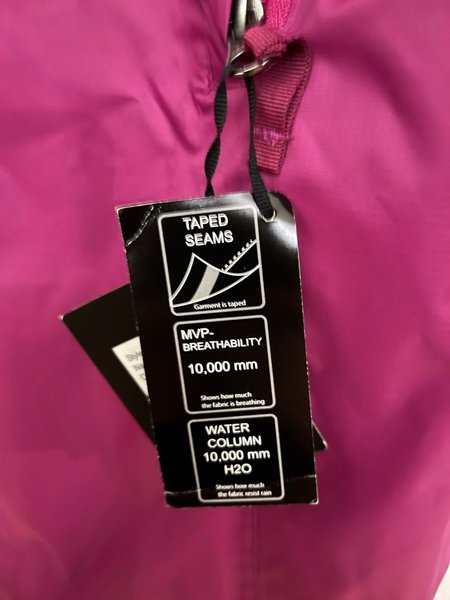 TAPED
SEAMS
Garment is taped
MVP-
BREATHABILITY
10,000 mm
Shows how much
the fabric is breathing
WATER
COLUMN
10,000 mm
H2O
Shows how much
the fabric resist rain